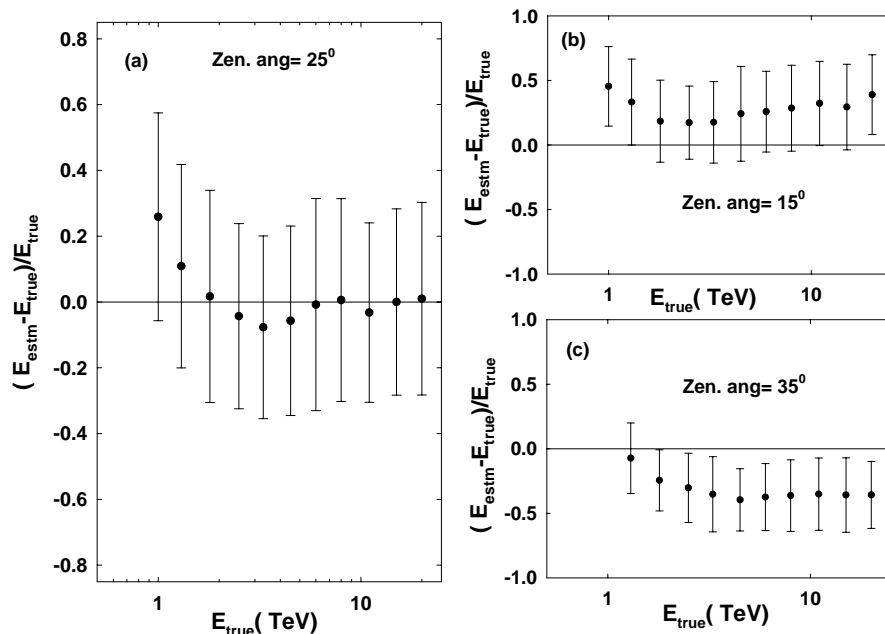 (a)
Zen. ang= 25⁰
0.8
0.6
0.4
0.2
0.0
-0.2
-0.4
-0.6
-0.8
( E_estm-E_true)/E_true
1
10
E_true( TeV)
(b)
1.0
0.5
0.0
-0.5
-1.0
( E_estm-E_true)/E_true
Zen. ang= 15⁰
1
10
E_true( TeV)
(c)
Zen. ang= 35⁰
1.0
0.5
0.0
-0.5
-1.0
( E_estm-E_true)/E_true
1
10
E_true( TeV)